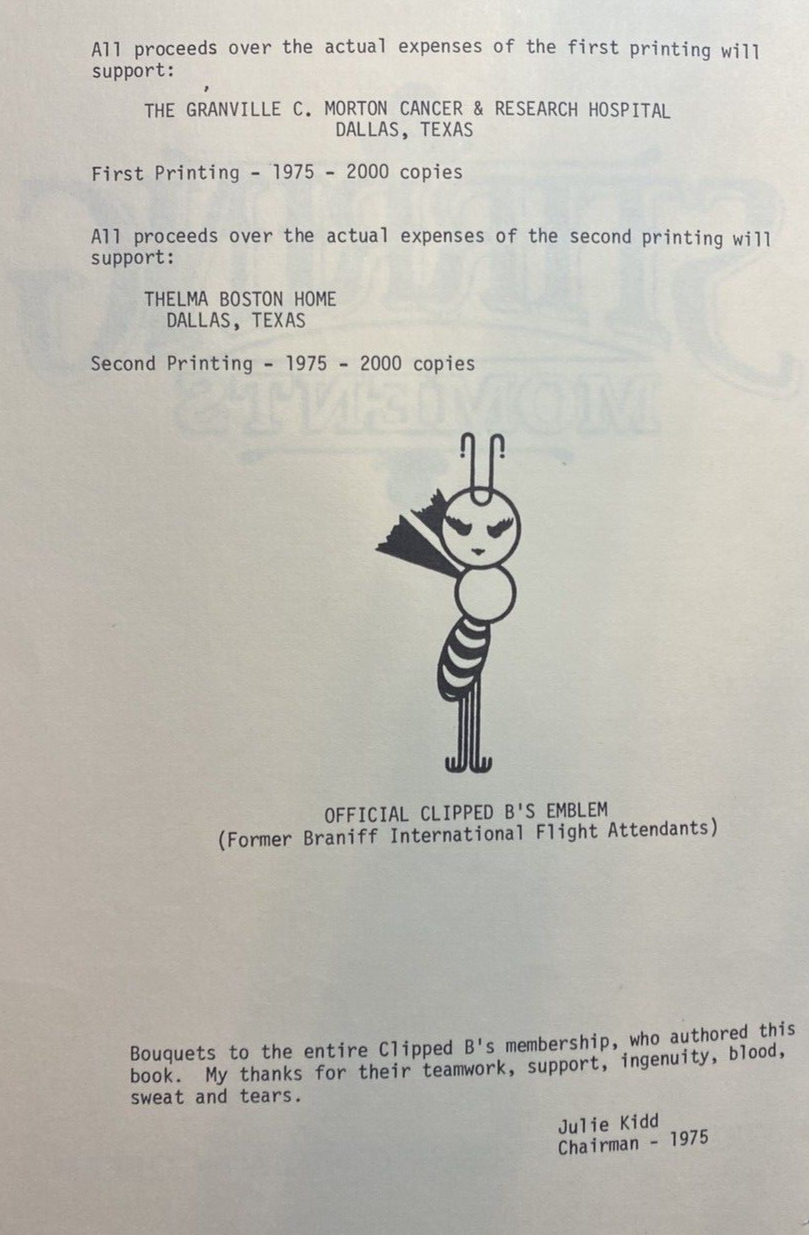 All proceeds over the actual expenses of the first printing will
support:
THE GRANVILLE C. MORTON CANCER & RESEARCH HOSPITAL
DALLAS, TEXAS
First Printing - 1975 - 2000 copies
All proceeds over the actual expenses of the second printing will
support:
THELMA BOSTON HOME
DALLAS, TEXAS
Second Printing - 1975 - 2000 copies
OFFICIAL CLIPPED B'S EMBLEM
(Former Braniff International Flight Attendants)
Bouquets to the entire Clipped B's membership, who authored this
book. My thanks for their teamwork, support, ingenuity, blood,
sweat and tears.
Julie Kidd
Chairman - 1975
MOMENTS